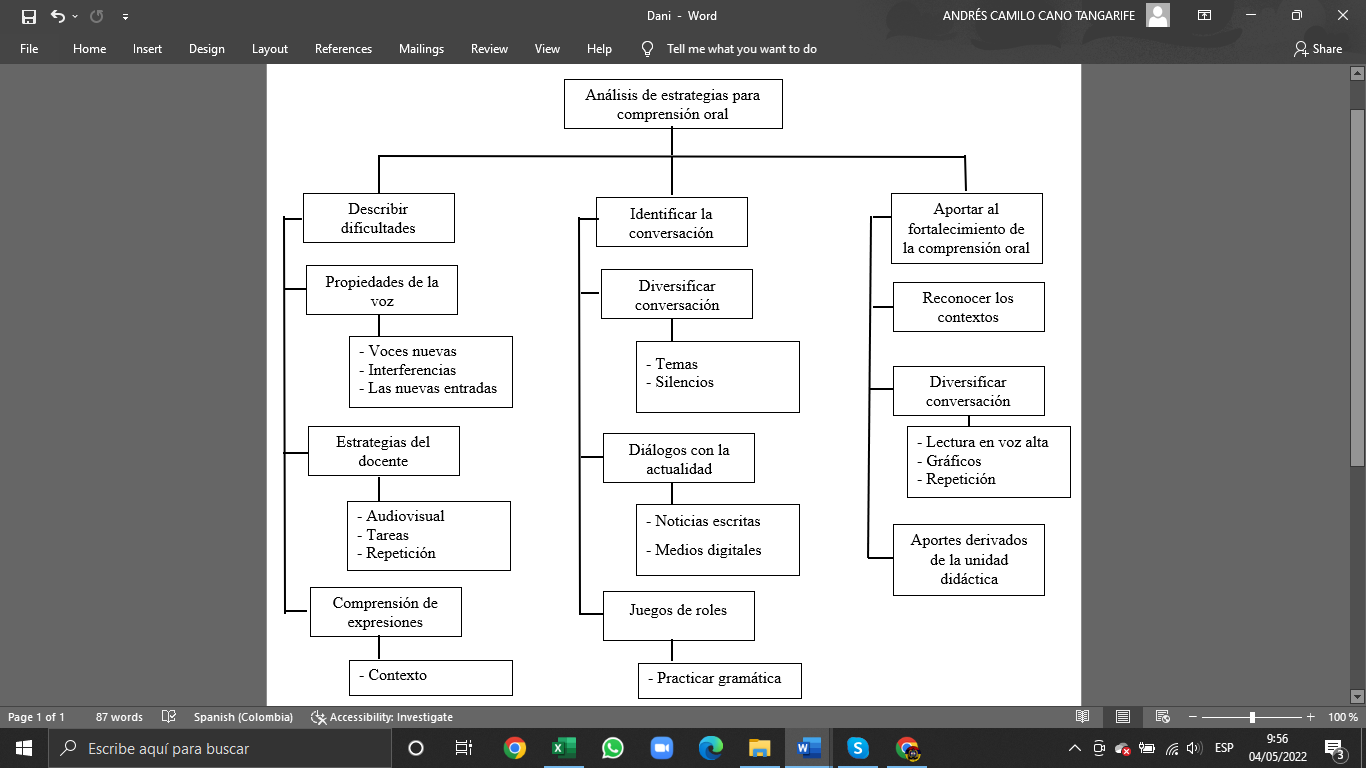 Dani - Word
ANDRÉS CAMILO CANO TANGARIFE
File Home Insert Design Layout References Mailings Review View Help Tell me what you want to do Share
Análisis de estrategias para
comprensión oral
Describir
dificultades
Propiedades de la
voz
- Voces nuevas
- Interferencias
- Las nuevas entradas
Estrategias del
docente
- Audiovisual
- Tareas
- Repetición
Comprensión de
expresiones
- Contexto
Identificar la
conversación
Diversificar
conversación
- Temas
- Silencios
Diálogos con la
actualidad
- Noticias escritas
- Medios digitales
Juegos de roles
- Practicar gramática
Aportar al
fortalecimiento de
la comprensión oral
Reconocer los
contextos
Diversificar
conversación
- Lectura en voz alta
- Gráficos
- Repetición
Aportes derivados
de la unidad
didáctica
Page 1 of 1 87 words Spanish (Colombia) Accessibility: Investigate 100 %
Escribe aquí para buscar
ESP
9:56
04/05/2022
3